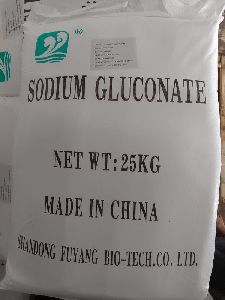 SODIUM GLUCONATE
NET WT: 25KG
MADE IN CHINA
SHANDONG FUYANG BIO-TECH.CO. LTD.